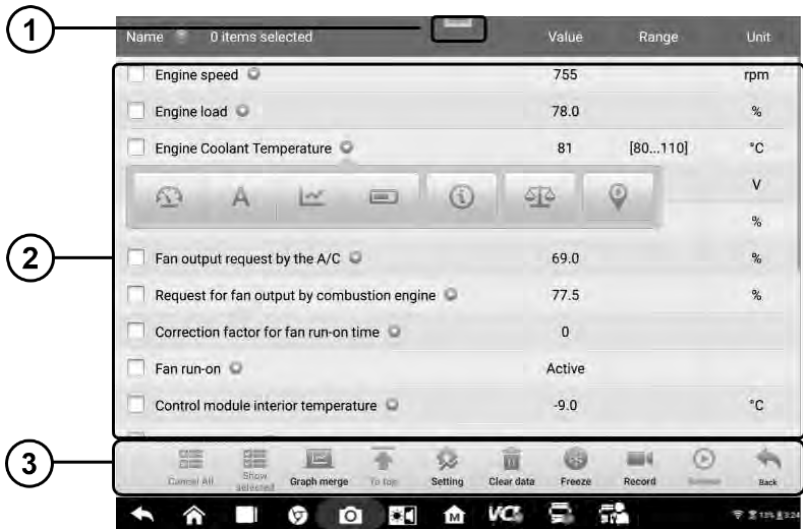 1
Name 0 items selected Value Range Unit
Engine speed 755 rpm
Engine load 78.0 %
Engine Coolant Temperature 81 [80...110] °C
A V
%
2
Fan output request by the A/C 69.0 %
Request for fan output by combustion engine 77.5 %
Correction factor for fan run-on time 0
Fan run-on Active
Control module interior temperature -9.0 °C
3
Cancel All Show selected Graph merge To top Setting Clear data Freeze Record Back
M VCI 3:24